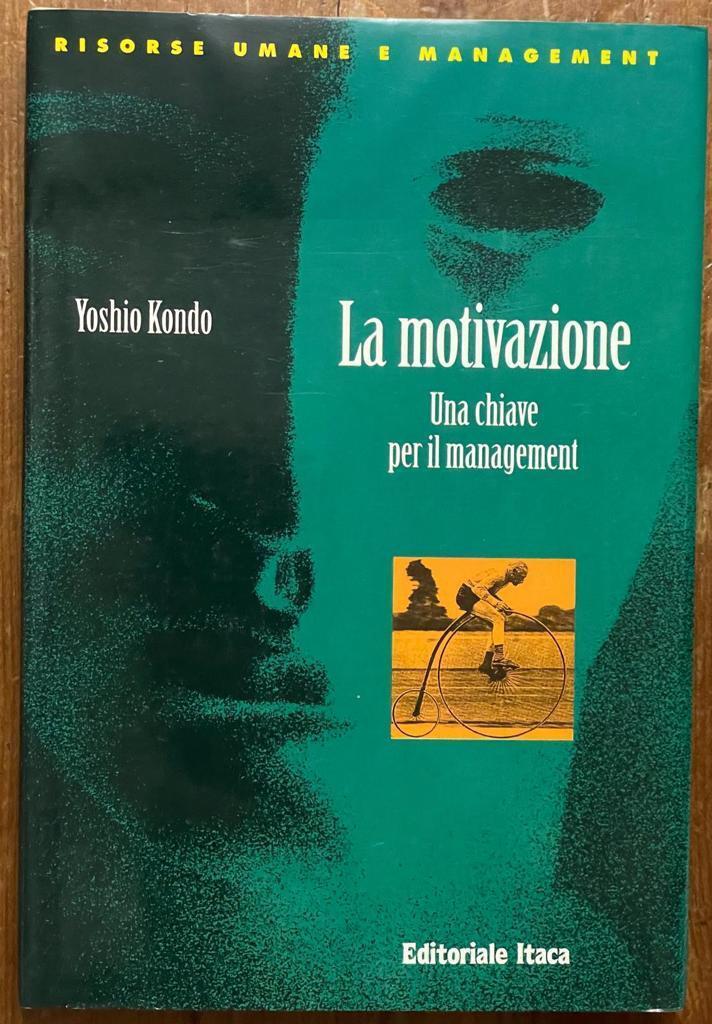 RISORSE UMANE E MANAGEMENT
Yoshio Kondo
La motivazione
Una chiave
per il management
Editoriale Itaca